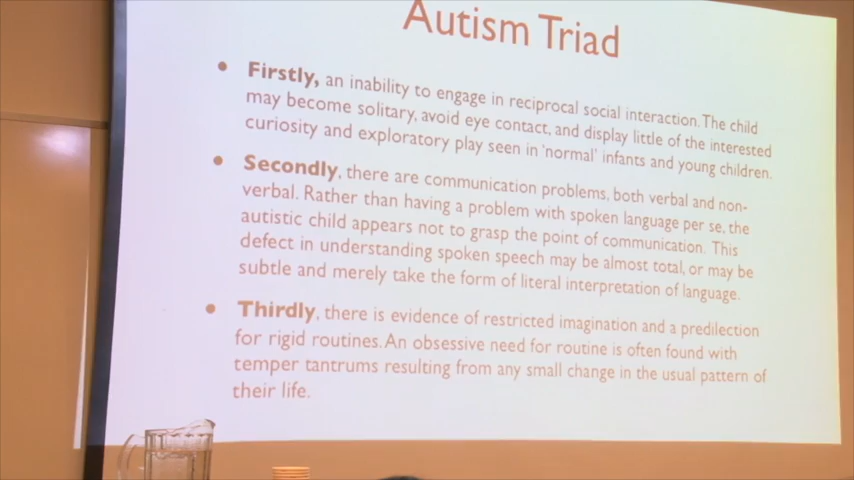 Autism Triad
• Firstly, an inability to engage in reciprocal social interaction. The child
may become solitary, avoid eye contact, and display little of the interested
curiosity and exploratory play seen in 'normal' infants and young children.
• Secondly, there are communication problems, both verbal and non-
verbal. Rather than having a problem with spoken language per se, the
autistic child appears not to grasp the point of communication. This
defect in understanding spoken speech may be almost total, or may be
subtle and merely take the form of literal interpretation of language.
• Thirdly, there is evidence of restricted imagination and a predilection
for rigid routines. An obsessive need for routine is often found with
temper tantrums resulting from any small change in the usual pattern of
their life.